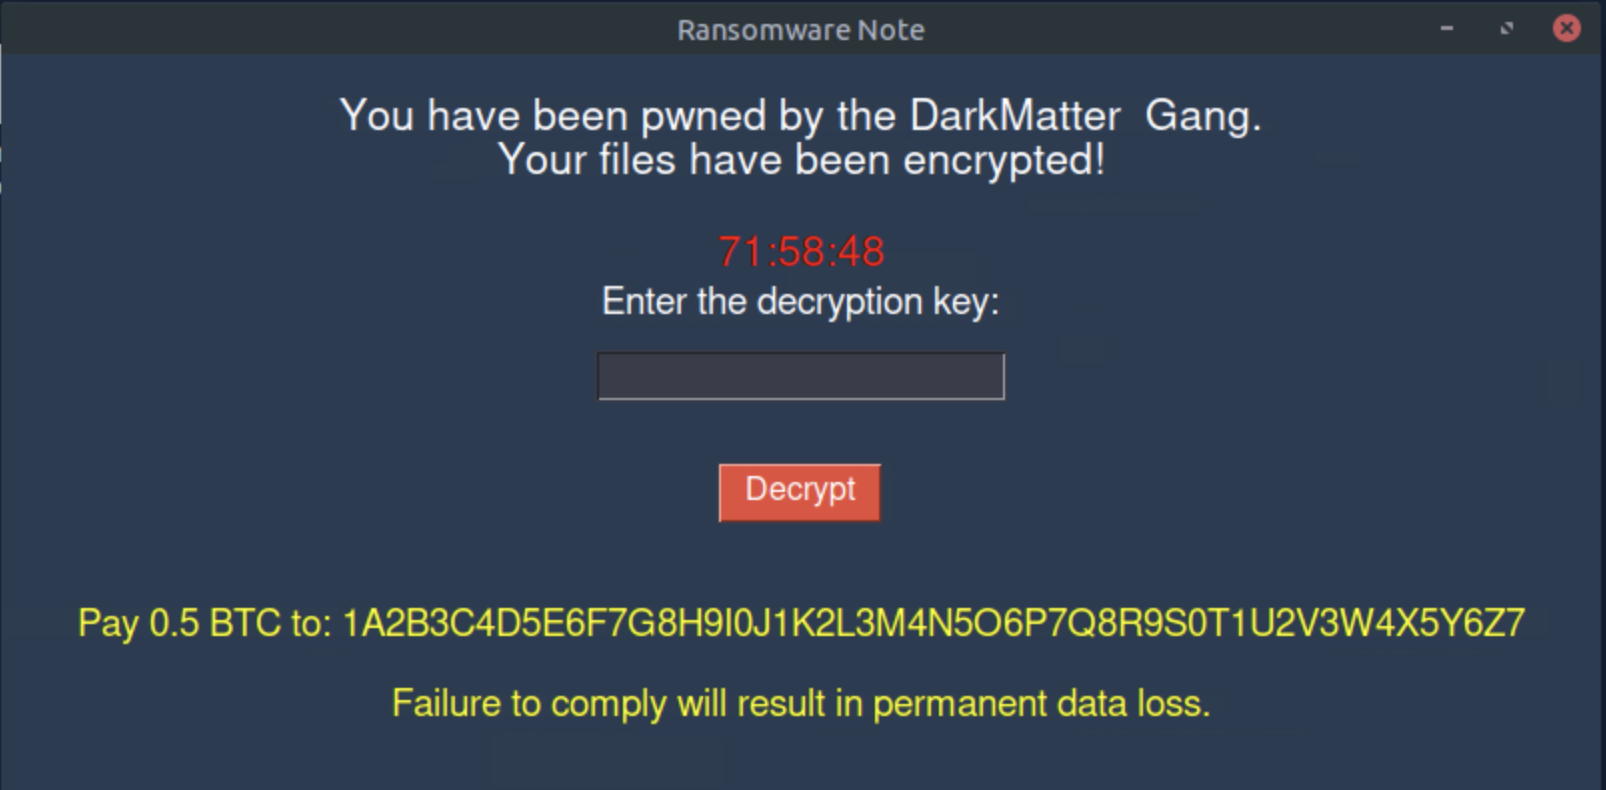 Ransomware Note
You have been pwned by the DarkMatter  Gang.
Your files have been encrypted!
71:58:48
Enter the decryption key:
Decrypt
Pay 0.5 BTC to: 1A2B3C4D5E6F7G8H9I0J1K2L3M4N5O6P7Q8R9S0T1U2V3W4X5Y6Z7
Failure to comply will result in permanent data loss.